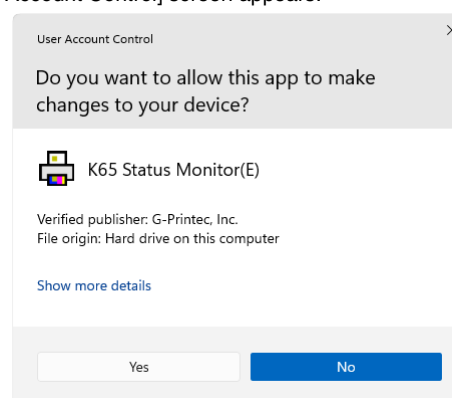 Account Control] screen appears.
User Account Control
Do you want to allow this app to make
changes to your device?
K65 Status Monitor(E)
Verified publisher: G-Printec, Inc.
File origin: Hard drive on this computer
Show more details
Yes
No